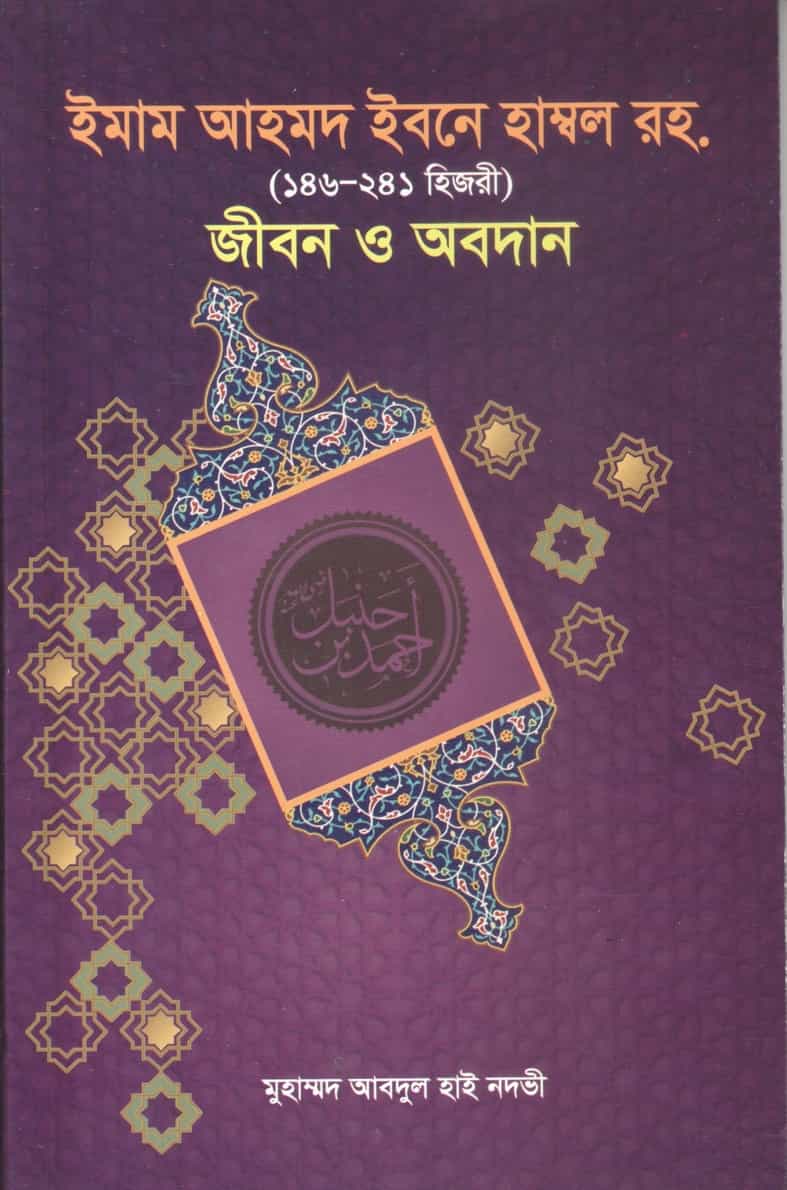 ইমাম আহমদ ইবনে হাম্বল রহ.
(১৪৬-২৪১ হিজরী)
জীবন ও অবদান
حنبل
أحمد بن
মুহাম্মদ আবদুল হাই নদভী